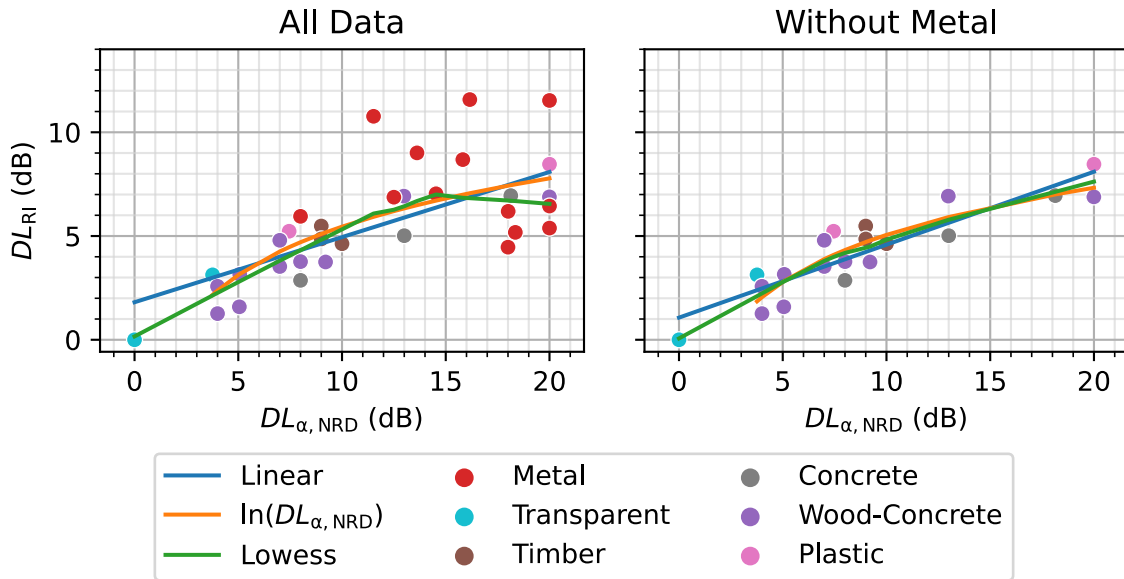 All Data
Without Metal
DL_RI (dB)
10
5
0
0 5 10 15 20
0 5 10 15 20
DL_α, NRD (dB)
DL_α, NRD (dB)
Linear
ln(DL_α, NRD)
Lowess
Metal
Transparent
Timber
Concrete
Wood-Concrete
Plastic